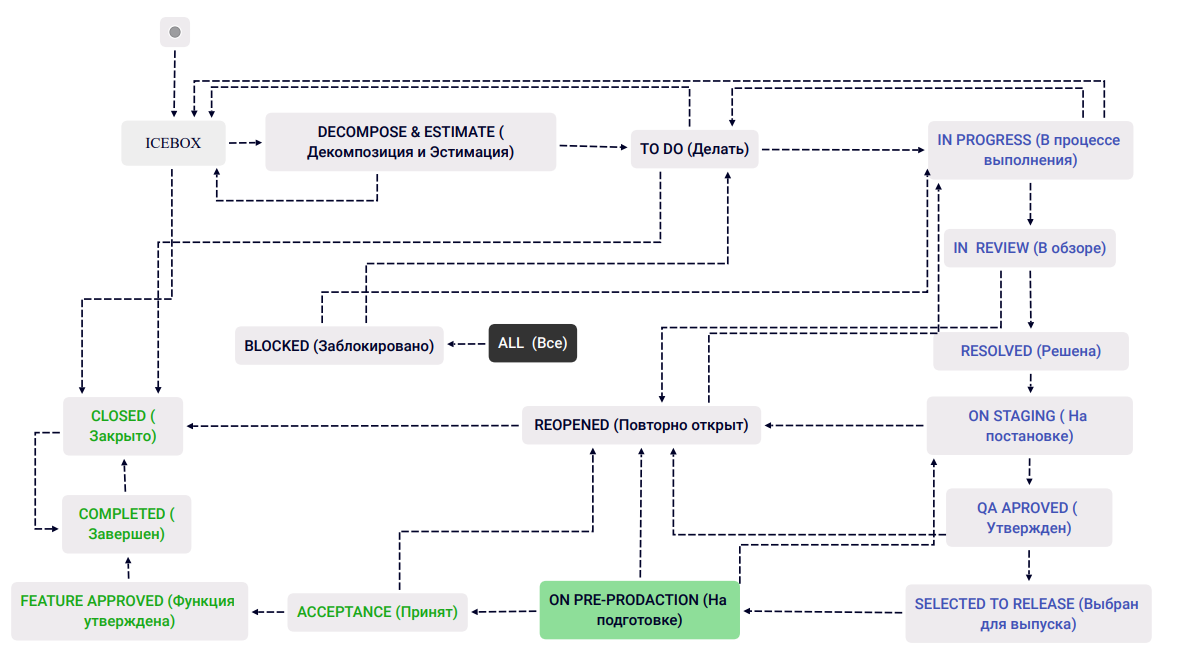 ICEBOX
DECOMPOSE & ESTIMATE (
Декомпозиция и Эстимация)
TO DO (Делать)
IN PROGRESS (В процессе
выполнения)
IN REVIEW (В обзоре)
BLOCKED (Заблокировано)
ALL (Все)
RESOLVED (Решена)
CLOSED (
Закрыто)
REOPENED (Повторно открыт)
ON STAGING ( На
постановке)
COMPLETED (
Завершен)
QA APROVED (
Утвержден)
FEATURE APPROVED (Функция
утверждена)
ACCEPTANCE (Принят)
ON PRE-PRODACTION (На
подготовке)
SELECTED TO RELEASE (Выбран
для выпуска)